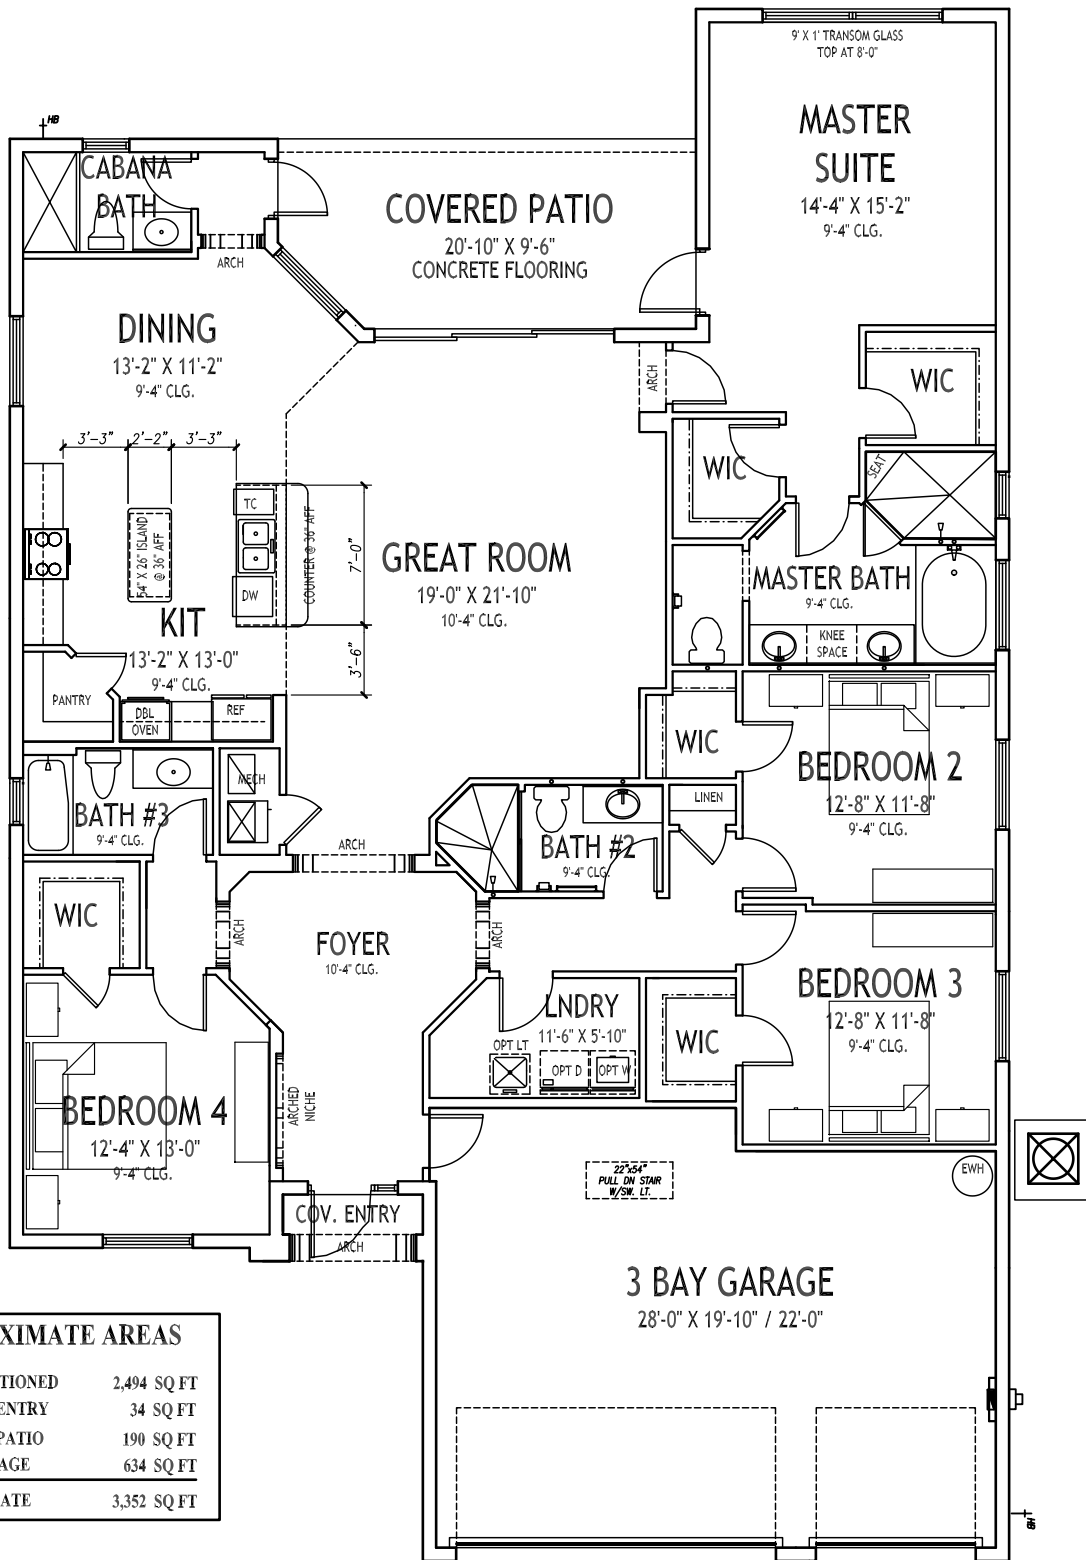 9' X 1' TRANSOM GLASS
TOP AT 8'-0"
MASTER
SUITE
14'-4" X 15'-2"
9'-4" CLG.
HB
CABANA
BATH
COVERED PATIO
20'-10" X 9'-6"
CONCRETE FLOORING
ARCH
DINING
13'-2" X 11'-2"
9'-4" CLG.
ARCH
WIC
3'-3"
2'-2"
3'-3"
WIC
SEAT
TC
54" X 26" ISLAND
@ 36" AFF
COUNTER @ 36" AFF
7'-0"
GREAT ROOM
19'-0" X 21'-10"
10'-4" CLG.
DW
MASTER BATH
9'-4" CLG.
KNEE
SPACE
KIT
13'-2" X 13'-0"
9'-4" CLG.
3'-6"
PANTRY
DBL
OVEN
REF
WIC
BEDROOM 2
12'-8" X 11'-8"
9'-4" CLG.
MECH
LINEN
BATH #3
9'-4" CLG.
ARCH
BATH #2
9'-4" CLG.
WIC
ARCH
FOYER
10'-4" CLG.
ARCH
BEDROOM 3
12'-8" X 11'-8"
9'-4" CLG.
LNDRY
11'-6" X 5'-10"
OPT LT
OPT D
OPT W
WIC
ARCHED
NICHE
BEDROOM 4
12'-4" X 13'-0"
9'-4" CLG.
22"x54"
PULL DN STAIR
W/SW. LT.
EWH
COV. ENTRY
ARCH
3 BAY GARAGE
28'-0" X 19'-10" / 22'-0"
XIMATE AREAS
TIONED 2,494 SQ FT
ENTRY 34 SQ FT
PATIO 190 SQ FT
AGE 634 SQ FT
ATE 3,352 SQ FT
HB